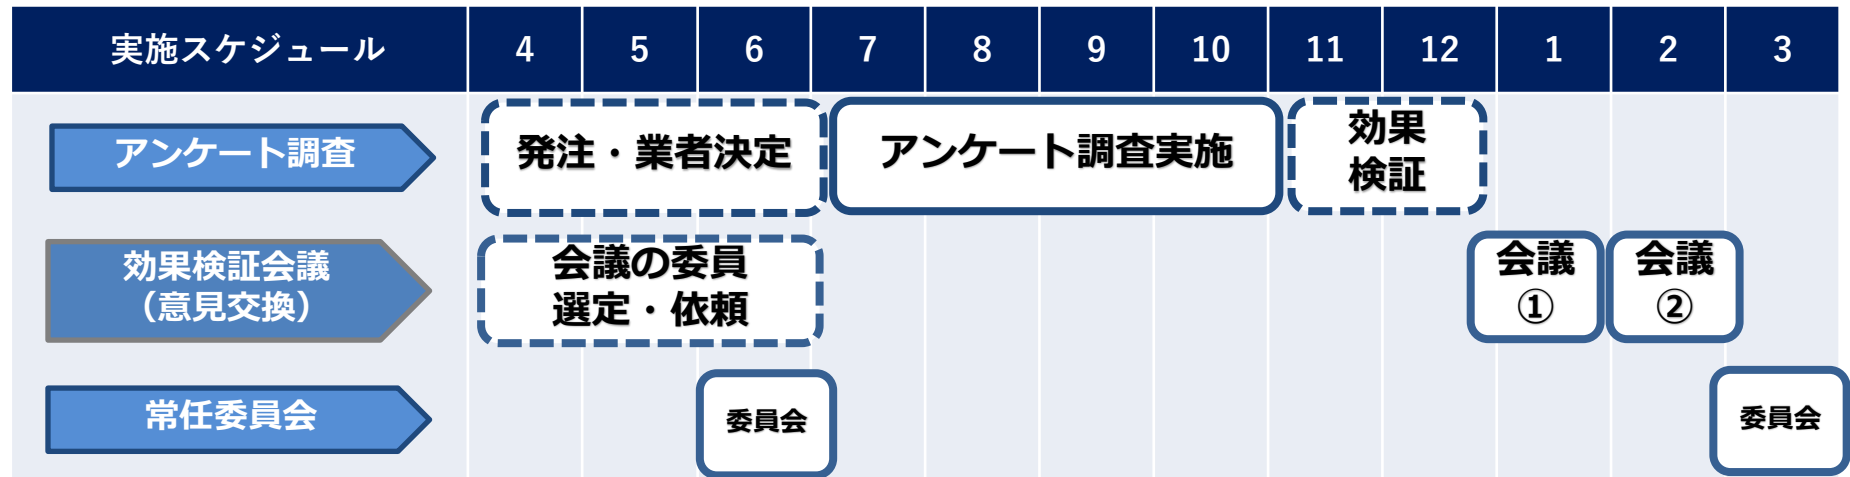 実施スケジュール 4 5 6 7 8 9 10 11 12 1 2 3
アンケート調査
発注・業者決定
アンケート調査実施
効果
検証
効果検証会議
（意見交換）
会議の委員
選定・依頼
会議
①
会議
②
常任委員会
委員会
委員会